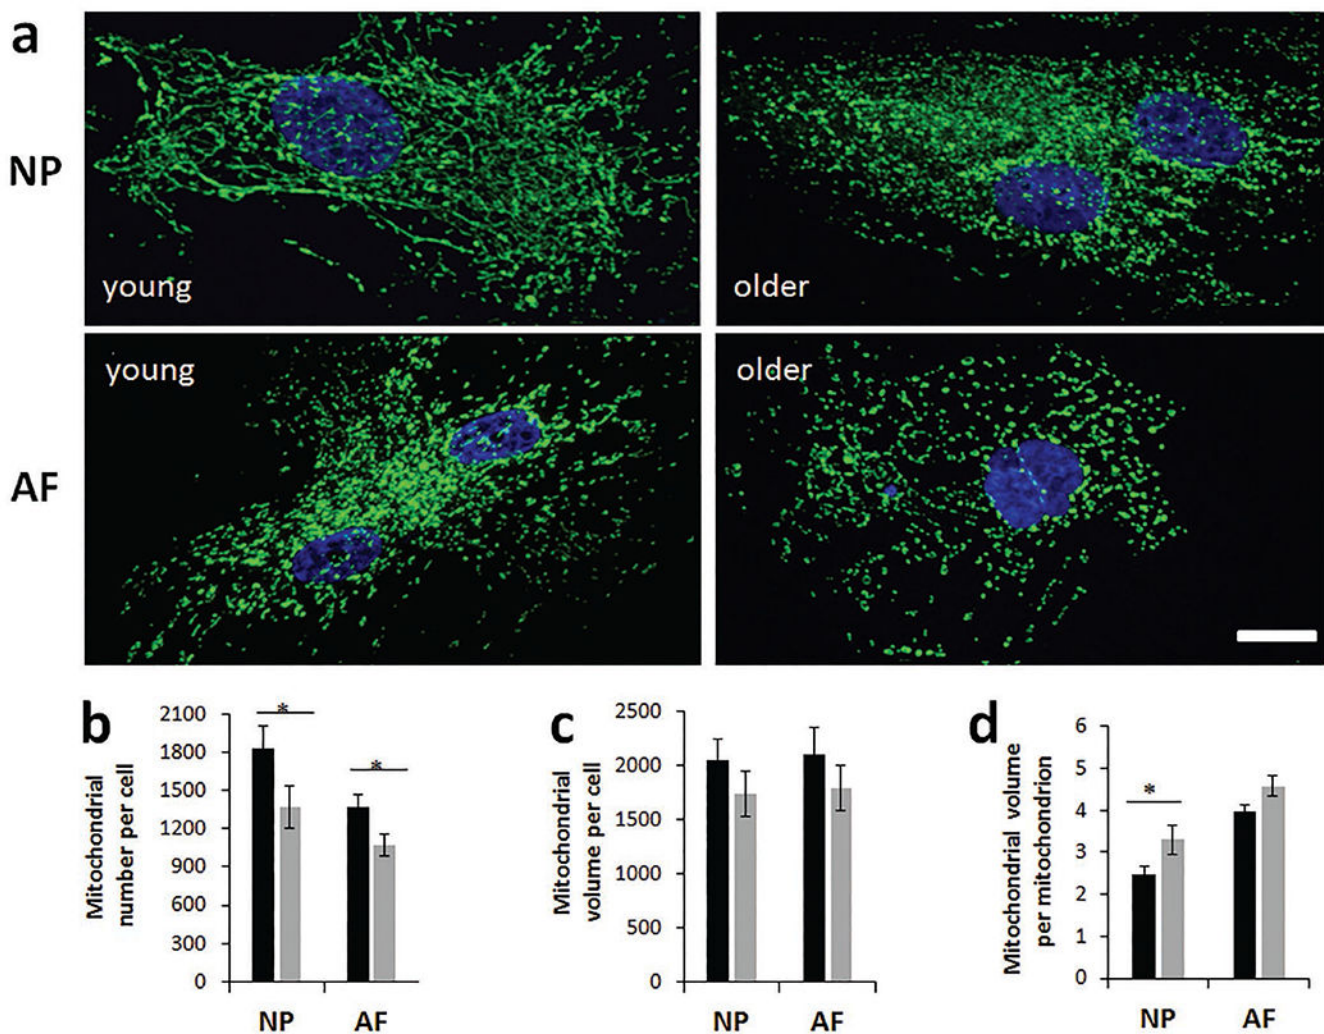 a
NP
young
older
AF
young
older
b
Mitochondrial
number per cell
2100
1800
1500
1200
900
600
300
0
*
*
NP
AF
c
Mitochondrial
volume per cell
2500
2000
1500
1000
500
0
NP
AF
d
Mitochondrial volume
per mitochondrion
6
5
4
3
2
1
0
*
NP
AF